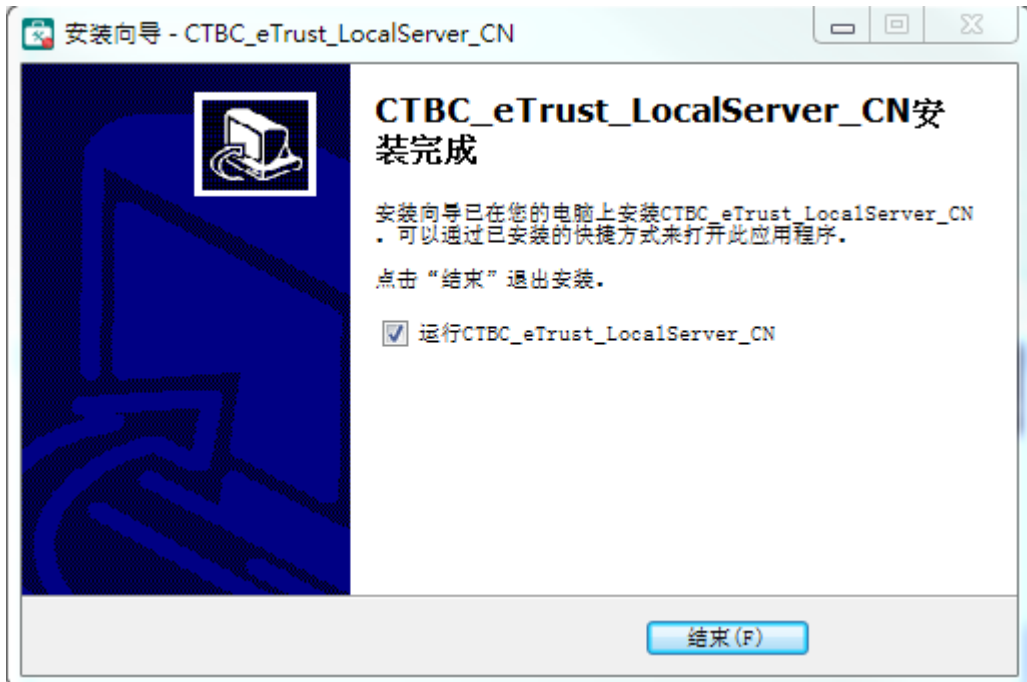 安装向导 - CTBC_eTrust_LocalServer_CN
CTBC_eTrust_LocalServer_CN安
装完成
安装向导已在您的电脑上安装CTBC_eTrust_LocalServer_CN
。可以通过已安装的快捷方式来打开此应用程序。
点击“结束”退出安装。
运行CTBC_eTrust_LocalServer_CN
结束(F)